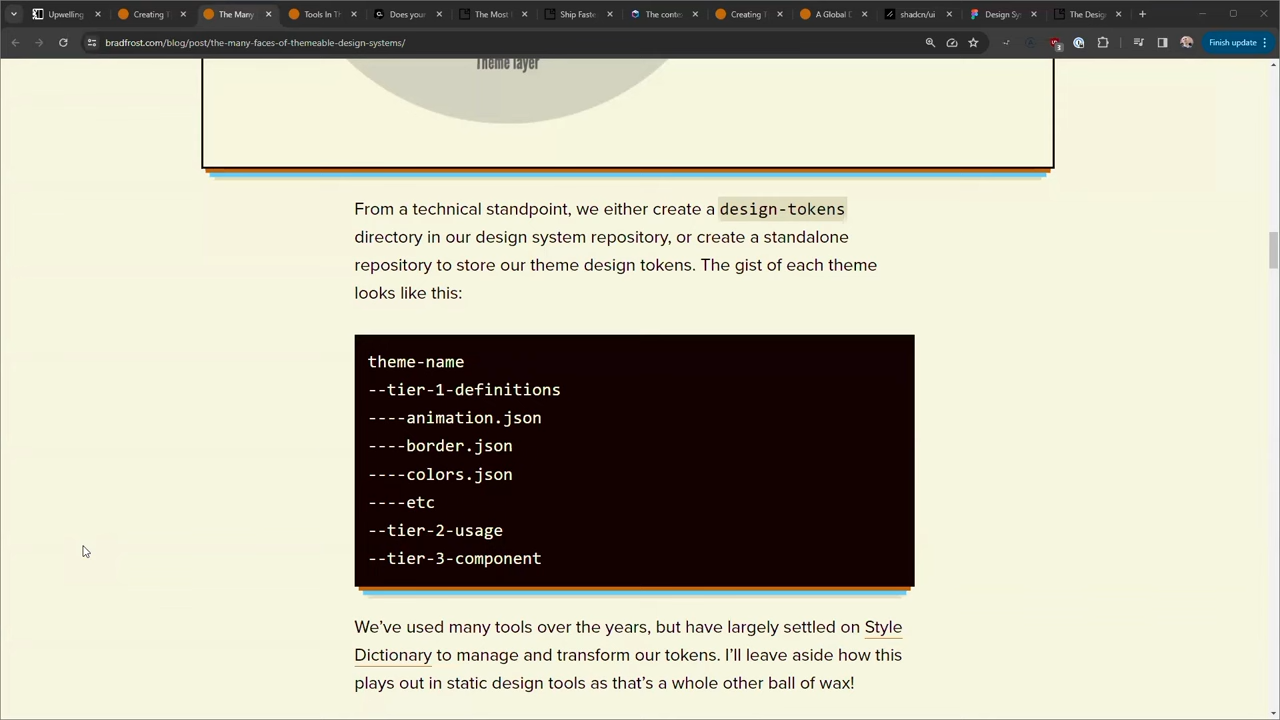 Upwelling
Creating T
The Many
Tools In Th
Does your
The Most I
Ship Faste
The conte
Creating T
A Global D
shadcn/ui
Design Sy
The Design
bradfrost.com/blog/post/the-many-faces-of-themeable-design-systems/
3
Finish update
Theme layer
From a technical standpoint, we either create a design-tokens
directory in our design system repository, or create a standalone
repository to store our theme design tokens. The gist of each theme
looks like this:
theme-name
--tier-1-definitions
----animation.json
----border.json
----colors.json
----etc
--tier-2-usage
--tier-3-component
We’ve used many tools over the years, but have largely settled on Style
Dictionary to manage and transform our tokens. I’ll leave aside how this
plays out in static design tools as that’s a whole other ball of wax!